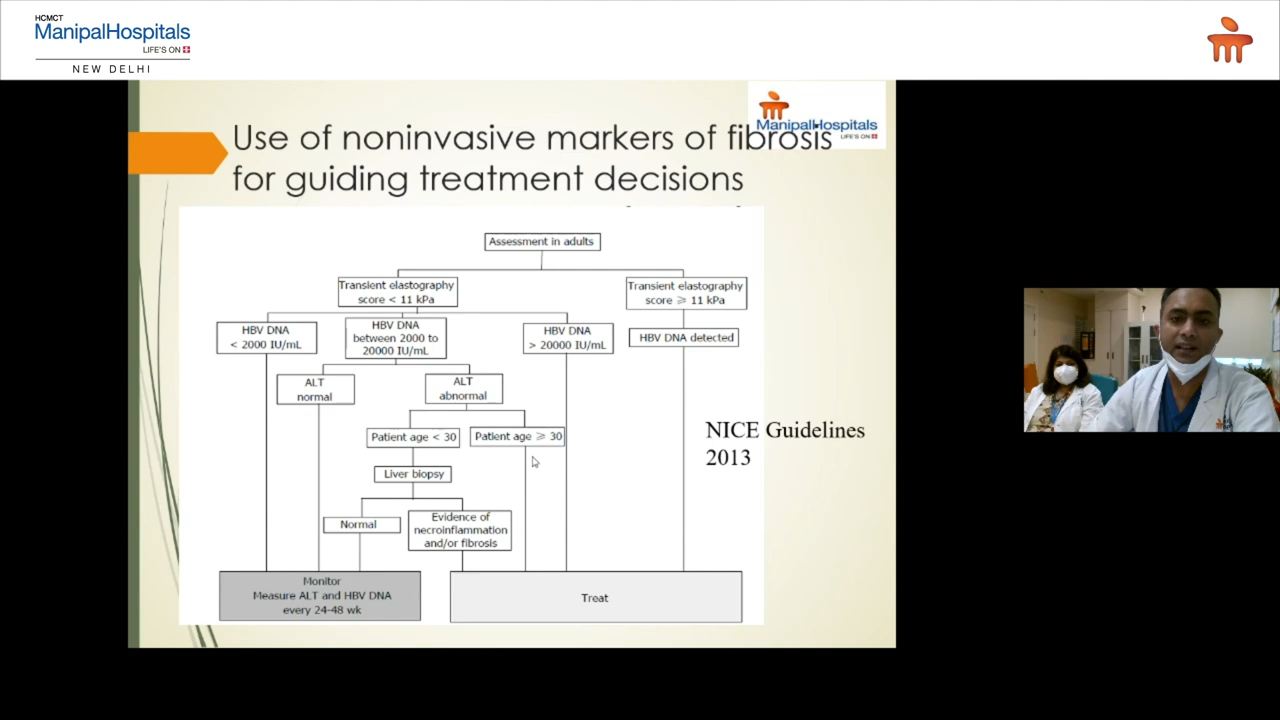 HCMCT
ManipalHospitals
LIFE'S ON
NEW DELHI
ManipalHospitals
LIFE'S ON
Use of noninvasive markers of fibrosis
for guiding treatment decisions
Assessment in adults
Transient elastography
score < 11 kPa
Transient elastography
score ⩾ 11 kPa
HBV DNA
< 2000 IU/mL
HBV DNA
between 2000 to
20000 IU/mL
HBV DNA
> 20000 IU/mL
HBV DNA detected
ALT
normal
ALT
abnormal
Patient age < 30
Patient age ⩾ 30
NICE Guidelines
2013
Liver biopsy
Normal
Evidence of
necroinflammation
and/or fibrosis
Monitor
Measure ALT and HBV DNA
every 24-48 wk
Treat